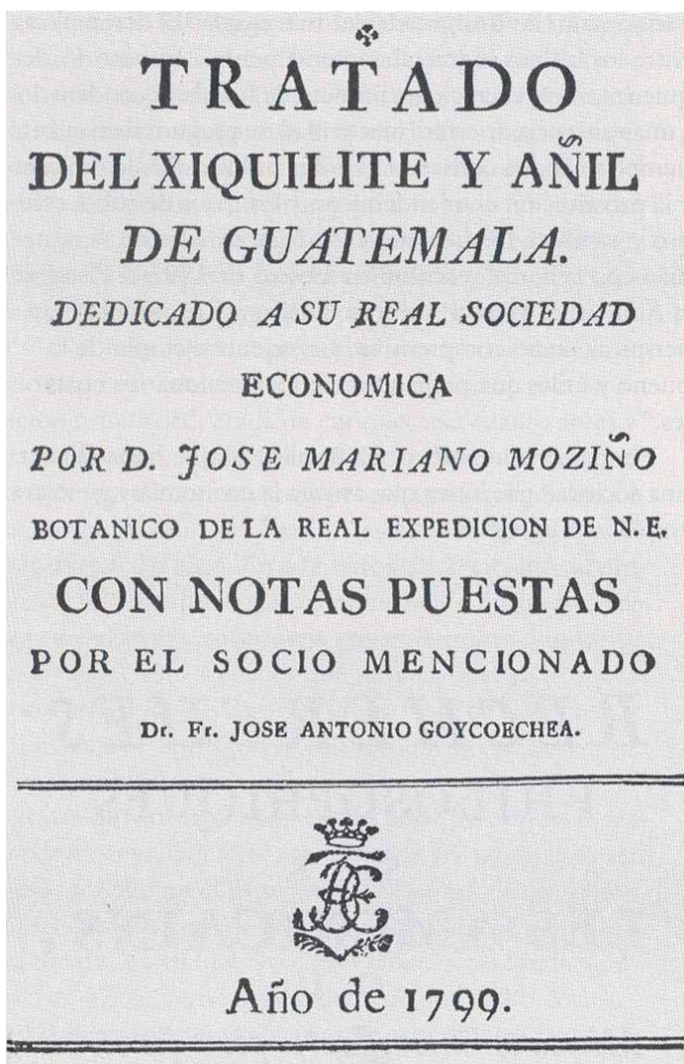 TRATADO
DEL XIQUILITE Y AÑIL
DE GUATEMALA.
DEDICADO A SU REAL SOCIEDAD
ECONOMICA
POR D. JOSE MARIANO MOZIÑO
BOTANICO DE LA REAL EXPEDICION DE N. E.
CON NOTAS PUESTAS
POR EL SOCIO MENCIONADO
Dr. Fr. JOSE ANTONIO GOYCOECHEA.
Año de 1799.